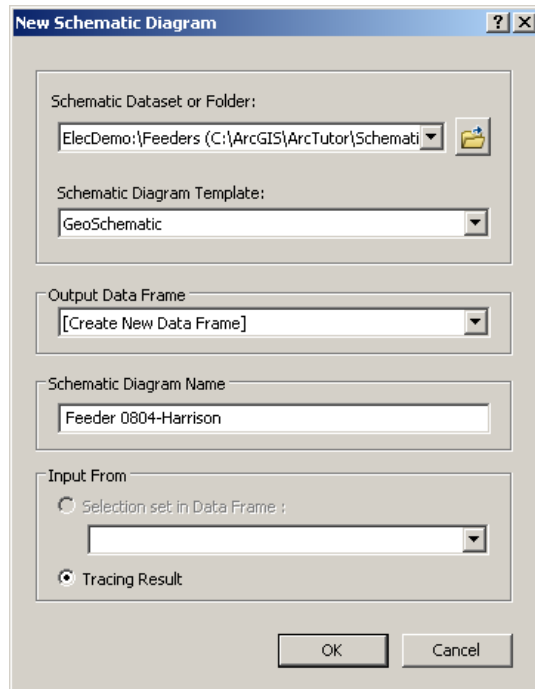 New Schematic Diagram
Schematic Dataset or Folder:
ElecDemo:\Feeders (C:\ArcGIS\ArcTutor\Schemati
Schematic Diagram Template:
GeoSchematic
Output Data Frame
[Create New Data Frame]
Schematic Diagram Name
Feeder 0804-Harrison
Input From
Selection set in Data Frame :
Tracing Result
OK Cancel